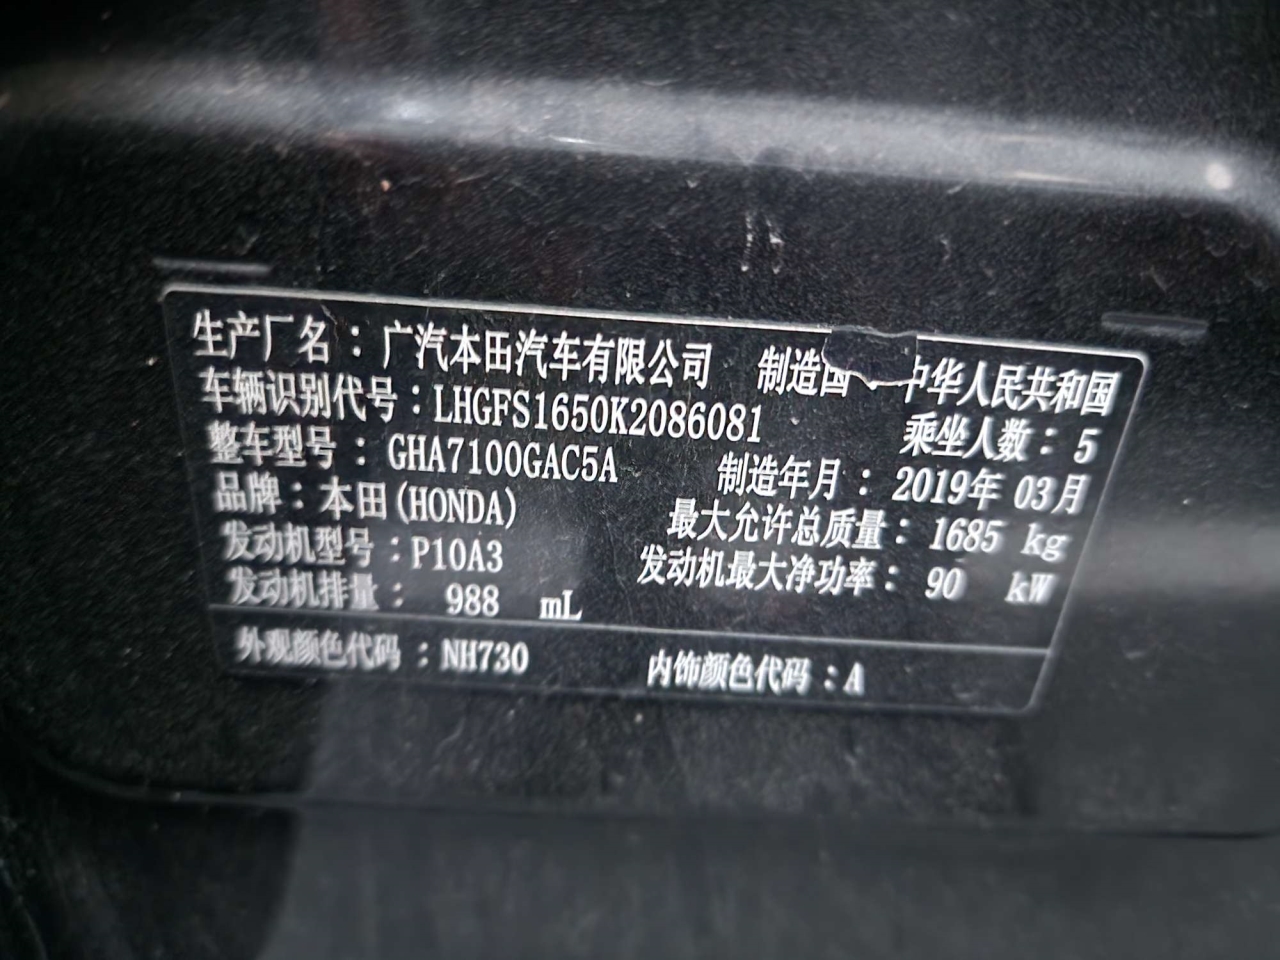 生产厂名：广汽本田汽车有限公司 制造国：中华人民共和国
车辆识别代号：LHGFS1650K2086081 乘坐人数：5
整车型号：GHA7100GAC5A 制造年月：2019年03月
品牌：本田(HONDA) 最大允许总质量：1685 kg
发动机型号：P10A3 发动机最大净功率：90 kW
发动机排量：988 mL
外观颜色代码：NH730 内饰颜色代码：A